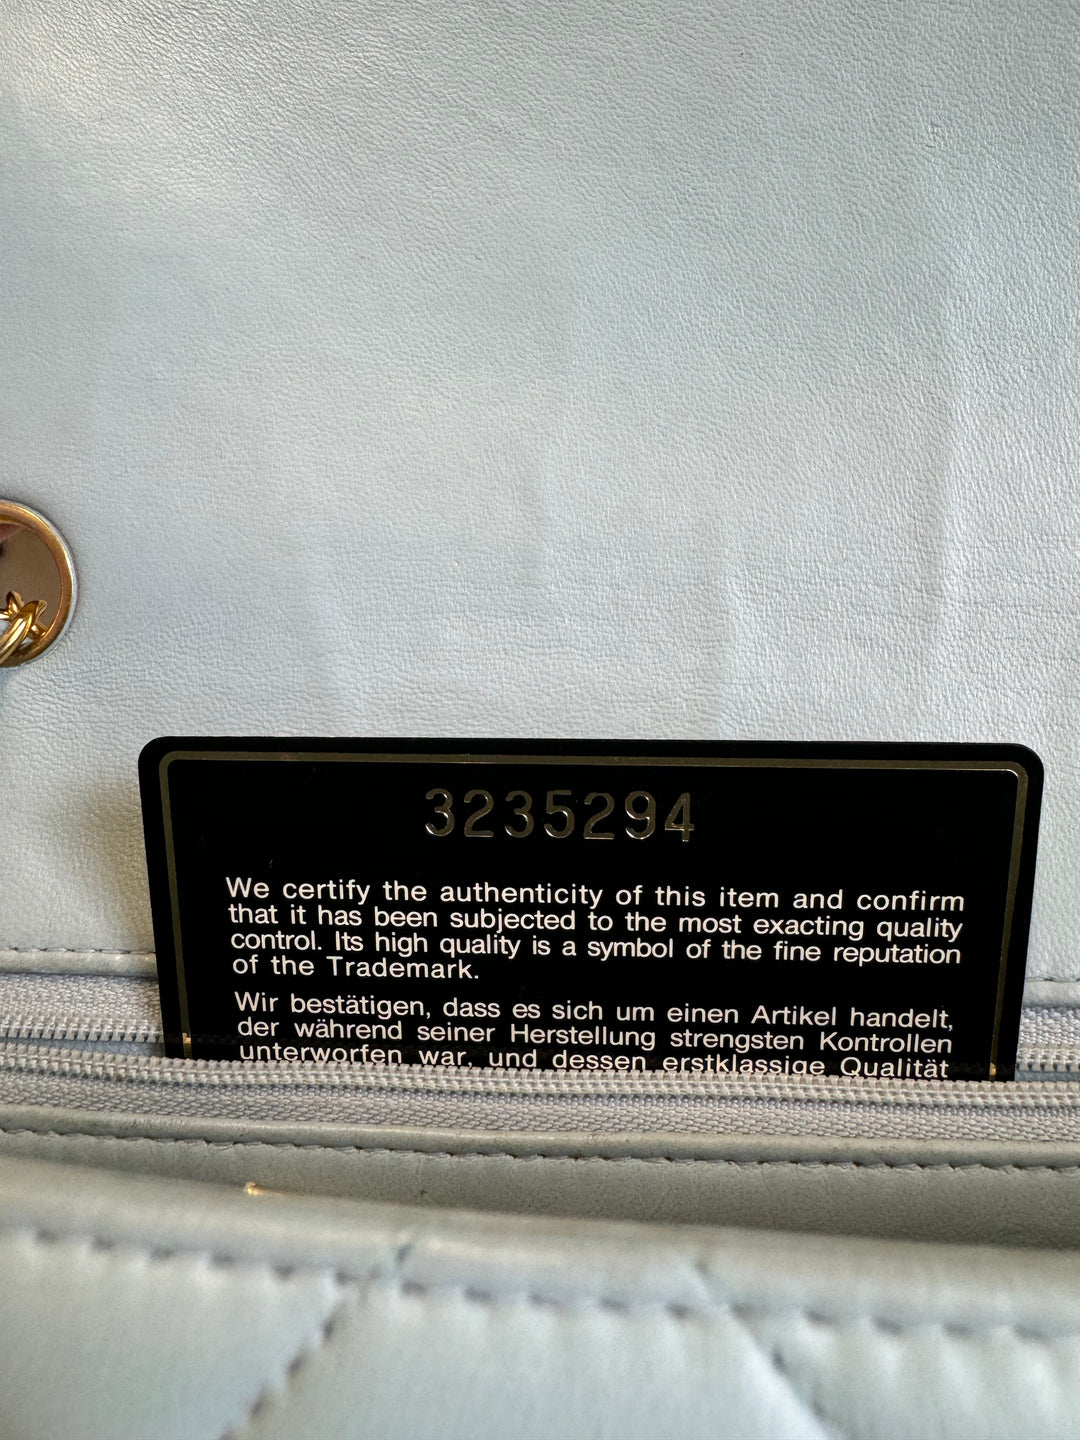 3235294
We certify the authenticity of this item and confirm
that it has been subjected to the most exacting quality
control. Its high quality is a symbol of the fine reputation
of the Trademark.
Wir bestätigen, dass es sich um einen Artikel handelt,
der während seiner Herstellung strengsten Kontrollen
unterworfen war, und dessen erstklassige Qualität